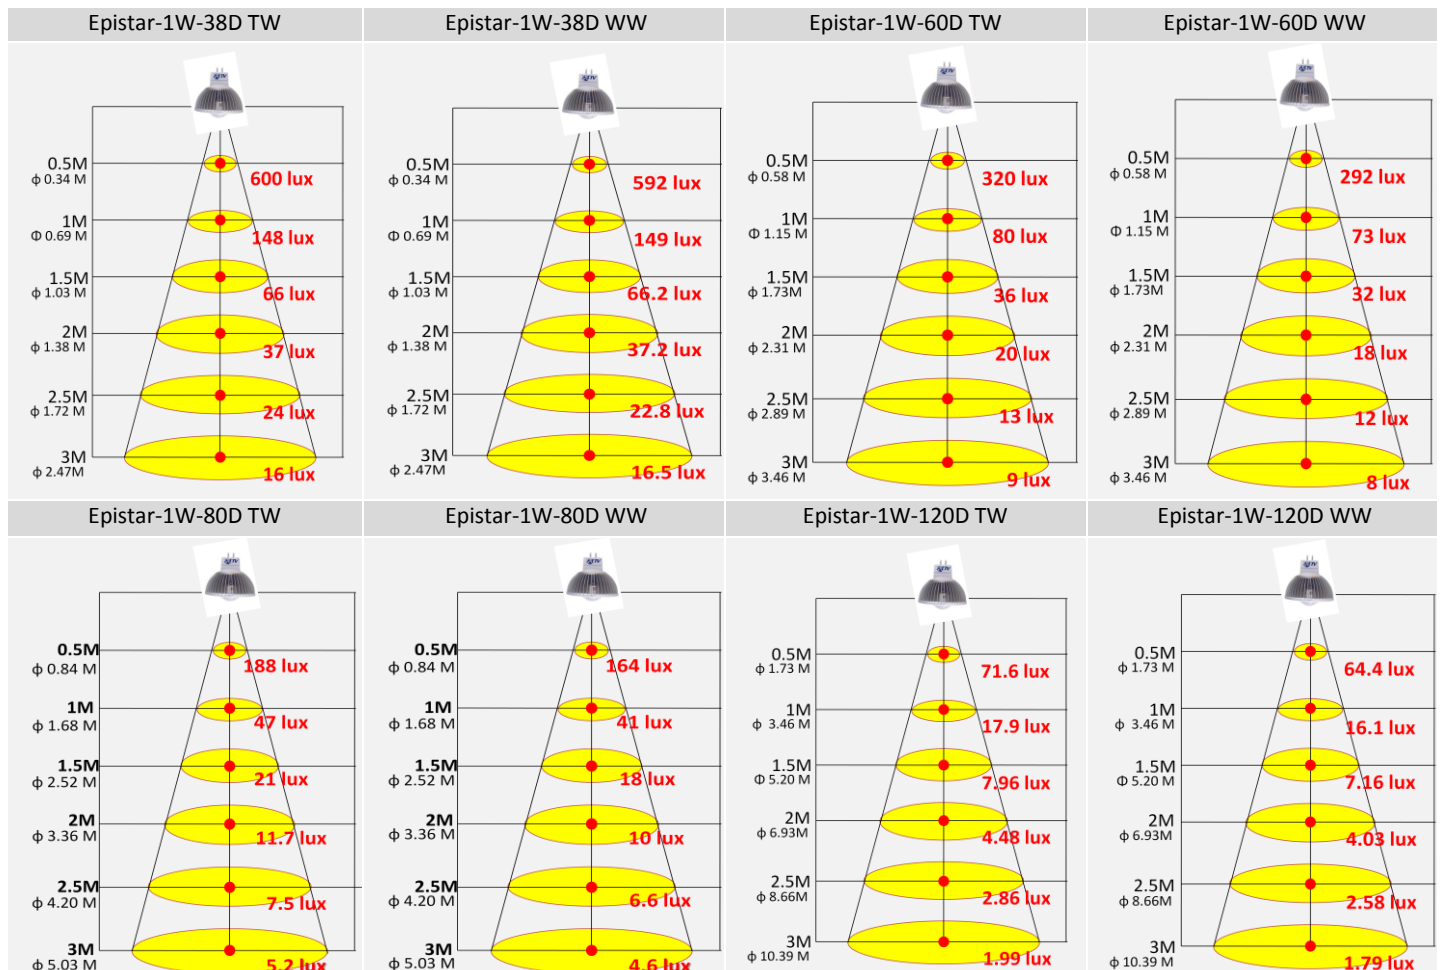 Epistar-1W-38D TW
0.5M
ϕ 0.34 M
600 lux
1M
Φ 0.69 M
148 lux
1.5M
ϕ 1.03 M
66 lux
2M
ϕ 1.38 M
37 lux
2.5M
ϕ 1.72 M
24 lux
3M
ϕ 2.47M
16 lux
Epistar-1W-38D WW
0.5M
ϕ 0.34 M
592 lux
1M
Φ 0.69 M
149 lux
1.5M
ϕ 1.03 M
66.2 lux
2M
ϕ 1.38 M
37.2 lux
2.5M
ϕ 1.72 M
22.8 lux
3M
ϕ 2.47M
16.5 lux
Epistar-1W-60D TW
0.5M
ϕ 0.58 M
320 lux
1M
Φ 1.15 M
80 lux
1.5M
ϕ 1.73M
36 lux
2M
ϕ 2.31 M
20 lux
2.5M
ϕ 2.89 M
13 lux
3M
ϕ 3.46 M
9 lux
Epistar-1W-60D WW
0.5M
ϕ 0.58 M
292 lux
1M
Φ 1.15 M
73 lux
1.5M
ϕ 1.73M
32 lux
2M
ϕ 2.31 M
18 lux
2.5M
ϕ 2.89 M
12 lux
3M
ϕ 3.46 M
8 lux
Epistar-1W-80D TW
0.5M
ϕ 0.84 M
188 lux
1M
ϕ 1.68 M
47 lux
1.5M
ϕ 2.52 M
21 lux
2M
ϕ 3.36 M
11.7 lux
2.5M
ϕ 4.20 M
7.5 lux
3M
ϕ 5.03 M
5.2 lux
Epistar-1W-80D WW
0.5M
ϕ 0.84 M
164 lux
1M
ϕ 1.68 M
41 lux
1.5M
ϕ 2.52 M
18 lux
2M
ϕ 3.36 M
10 lux
2.5M
ϕ 4.20 M
6.6 lux
3M
ϕ 5.03 M
4.6 lux
Epistar-1W-120D TW
0.5M
ϕ 1.73 M
71.6 lux
1M
ϕ 3.46 M
17.9 lux
1.5M
Φ 5.20 M
7.96 lux
2M
ϕ 6.93M
4.48 lux
2.5M
ϕ 8.66M
2.86 lux
3M
ϕ 10.39 M
1.99 lux
Epistar-1W-120D WW
0.5M
ϕ 1.73 M
64.4 lux
1M
ϕ 3.46 M
16.1 lux
1.5M
Φ 5.20 M
7.16 lux
2M
ϕ 6.93M
4.03 lux
2.5M
ϕ 8.66M
2.58 lux
3M
ϕ 10.39 M
1.79 lux